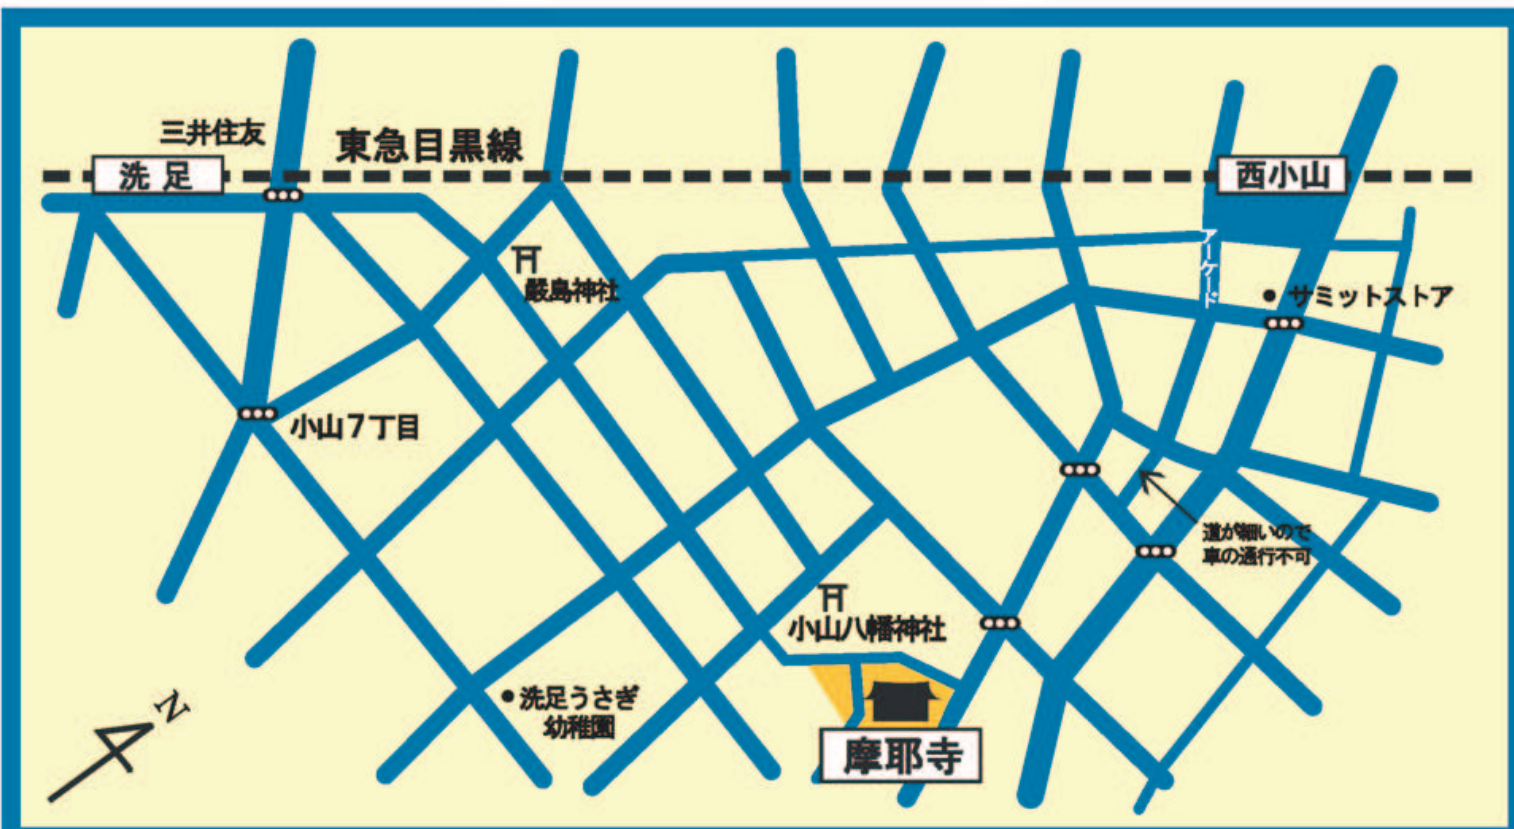 三井住友
東急目黒線
洗足
西小山
アーケード
嚴島神社
サミットストア
小山7丁目
道が細いので
車の通行不可
小山八幡神社
洗足うさぎ
幼稚園
摩耶寺
N